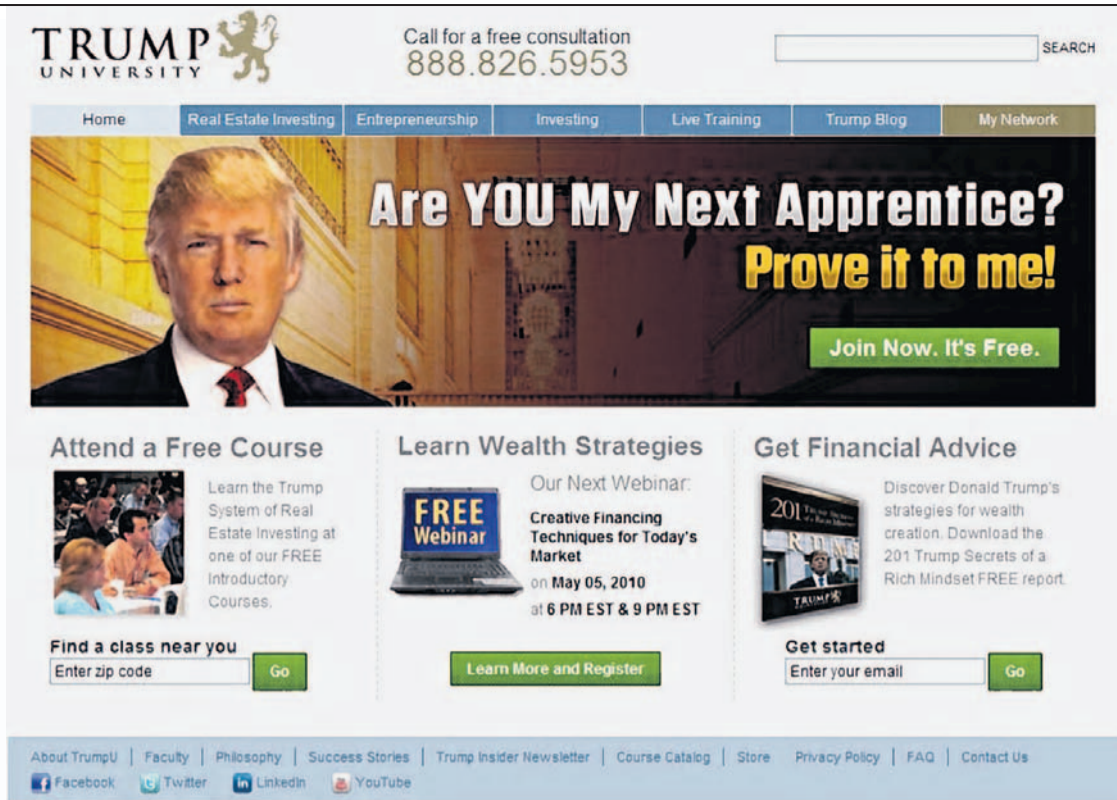 TRUMP
UNIVERSITY
Call for a free consultation
888.826.5953
SEARCH
Home
Real Estate Investing
Entrepreneurship
Investing
Live Training
Trump Blog
My Network
Are YOU My Next Apprentice?
Prove it to me!
Join Now. It's Free.
Attend a Free Course
Learn the Trump
System of Real
Estate Investing at
one of our FREE
Introductory
Courses.
Find a class near you
Enter zip code
Go
Learn Wealth Strategies
FREE
Webinar
Our Next Webinar:
Creative Financing
Techniques for Today's
Market
on May 05, 2010
at 6 PM EST & 9 PM EST
Learn More and Register
Get Financial Advice
201
TRUMP
UNIVERSITY
Discover Donald Trump's
strategies for wealth
creation. Download the
201 Trump Secrets of a
Rich Mindset FREE report.
Get started
Enter your email
Go
About TrumpU | Faculty | Philosophy | Success Stories | Trump Insider Newsletter | Course Catalog | Store Privacy Policy | FAQ | Contact Us
Facebook Twitter LinkedIn YouTube